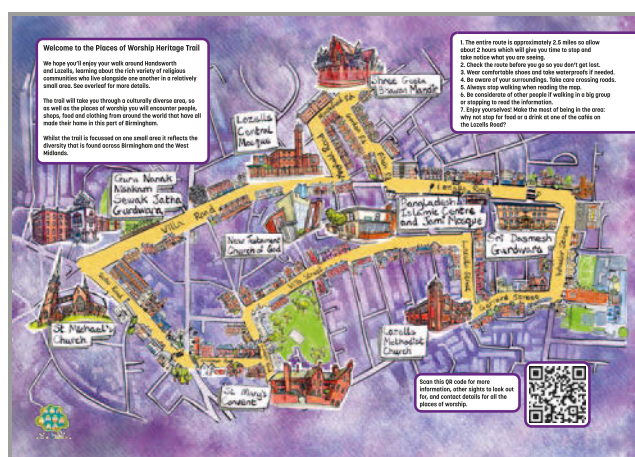 Welcome to the Places of Worship Heritage Trail
We hope you'll enjoy your walk around Handsworth
and Lozells, learning about the rich variety of religious
communities who live alongside one another in a relatively
small area. See overleaf for more details.
The trail will take you through a culturally diverse area, so
as well as the places of worship you will encounter people,
shops, food and clothing from around the world that have all
made their home in this part of Birmingham.
Whilst the trail is focussed on one small area it reflects the
diversity that is found across Birmingham and the West
Midlands.
1. The entire route is approximately 2.5 miles so allow
about 2 hours which will give you time to stop and
take notice what you are seeing.
2. Check the route before you go so you don't get lost.
3. Wear comfortable shoes and take waterproofs if needed.
4. Be aware of your surroundings. Take care crossing roads.
5. Always stop walking when reading the map.
6. Be considerate of other people if walking in a big group
or stopping to read the information.
7. Enjoy yourselves! Make the most of being in the area:
why not stop for food or a drink at one of the cafés on
the Lozells Road?
Shree Geeta
Bhawan Mandir
Lozells
Central
Mosque
Guru Nanak
Nishkam
Sewak Jatha
Gurdwara
Villa Road
New Testament
Church of God
Bangladesh
Islamic Centre
and Jami Mosque
Sri Dasmesh
Gurdwara
Wheeler Street
Wills Street
Lozells Street
Gerrard Street
St Michael's
Church
Lozells
Methodist
Church
St Mary's
Convent
Scan this QR code for more
information, other sights to look out
for, and contact details for all the
places of worship.